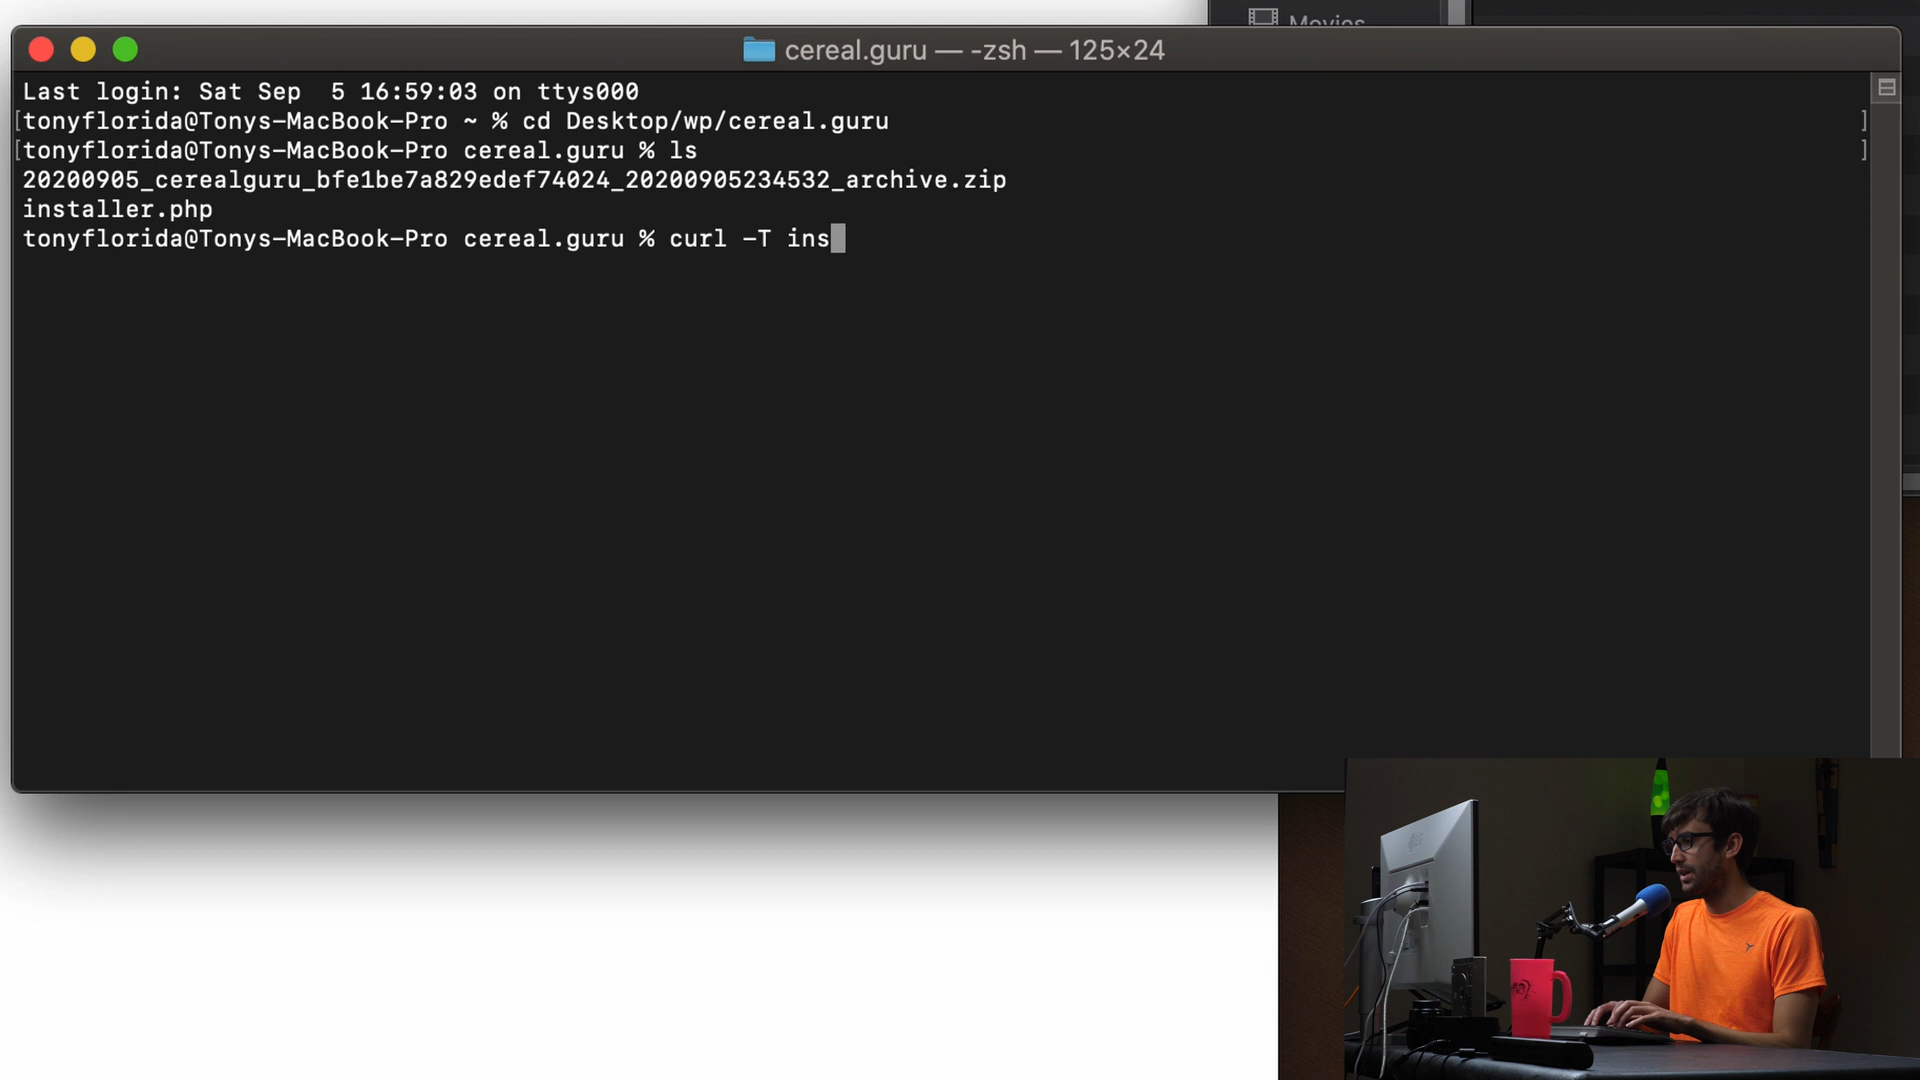 Movies
cereal.guru — -zsh — 125×24
Last login: Sat Sep  5 16:59:03 on ttys000
[tonyflorida@Tonys-MacBook-Pro ~ % cd Desktop/wp/cereal.guru ]
[tonyflorida@Tonys-MacBook-Pro cereal.guru % ls ]
20200905_cerealguru_bfe1be7a829edef74024_20200905234532_archive.zip
installer.php
tonyflorida@Tonys-MacBook-Pro cereal.guru % curl -T ins
LG